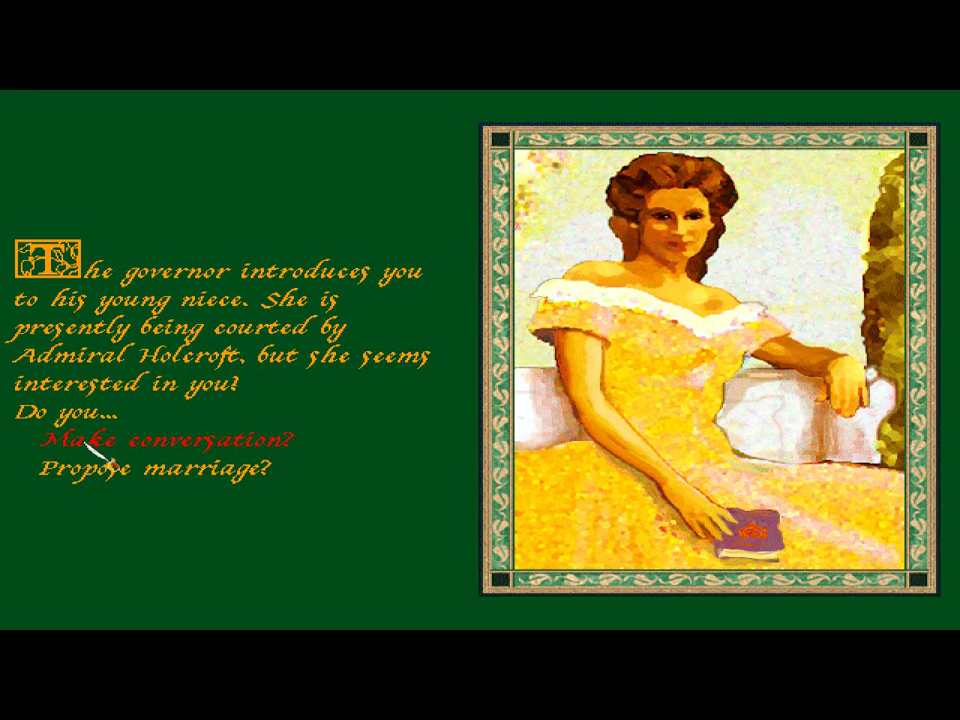 The governor introduces you
to his young niece. She is
presently being courted by
Admiral Holcroft, but she seems
interested in you!
Do you...
Make conversation?
Propose marriage?